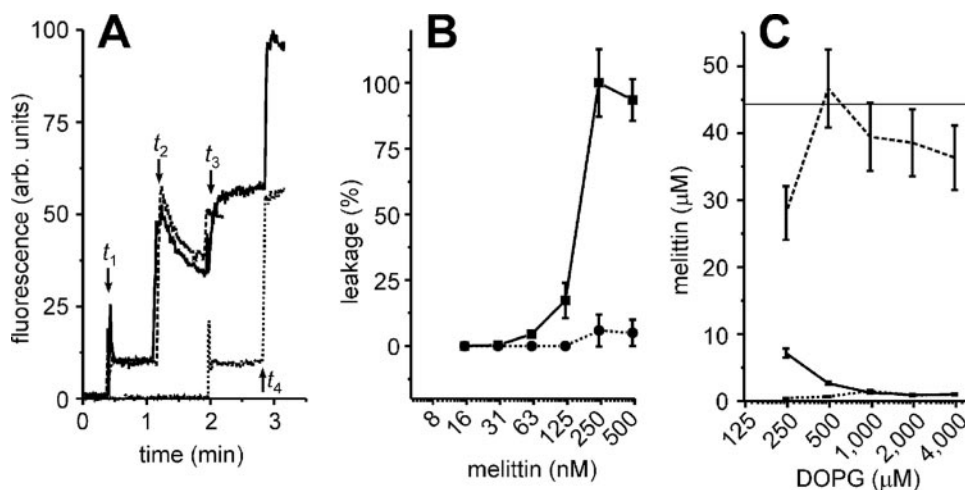 A
fluorescence (arb. units)
100
75
50
25
0
t1
t2
t3
t4
0 1 2 3
time (min)
B
leakage (%)
100
75
50
25
0
8 16 31 63 125 250 500
melittin (nM)
C
melittin (μM)
50
40
30
20
10
0
125 250 500 1,000 2,000 4,000
DOPG (μM)